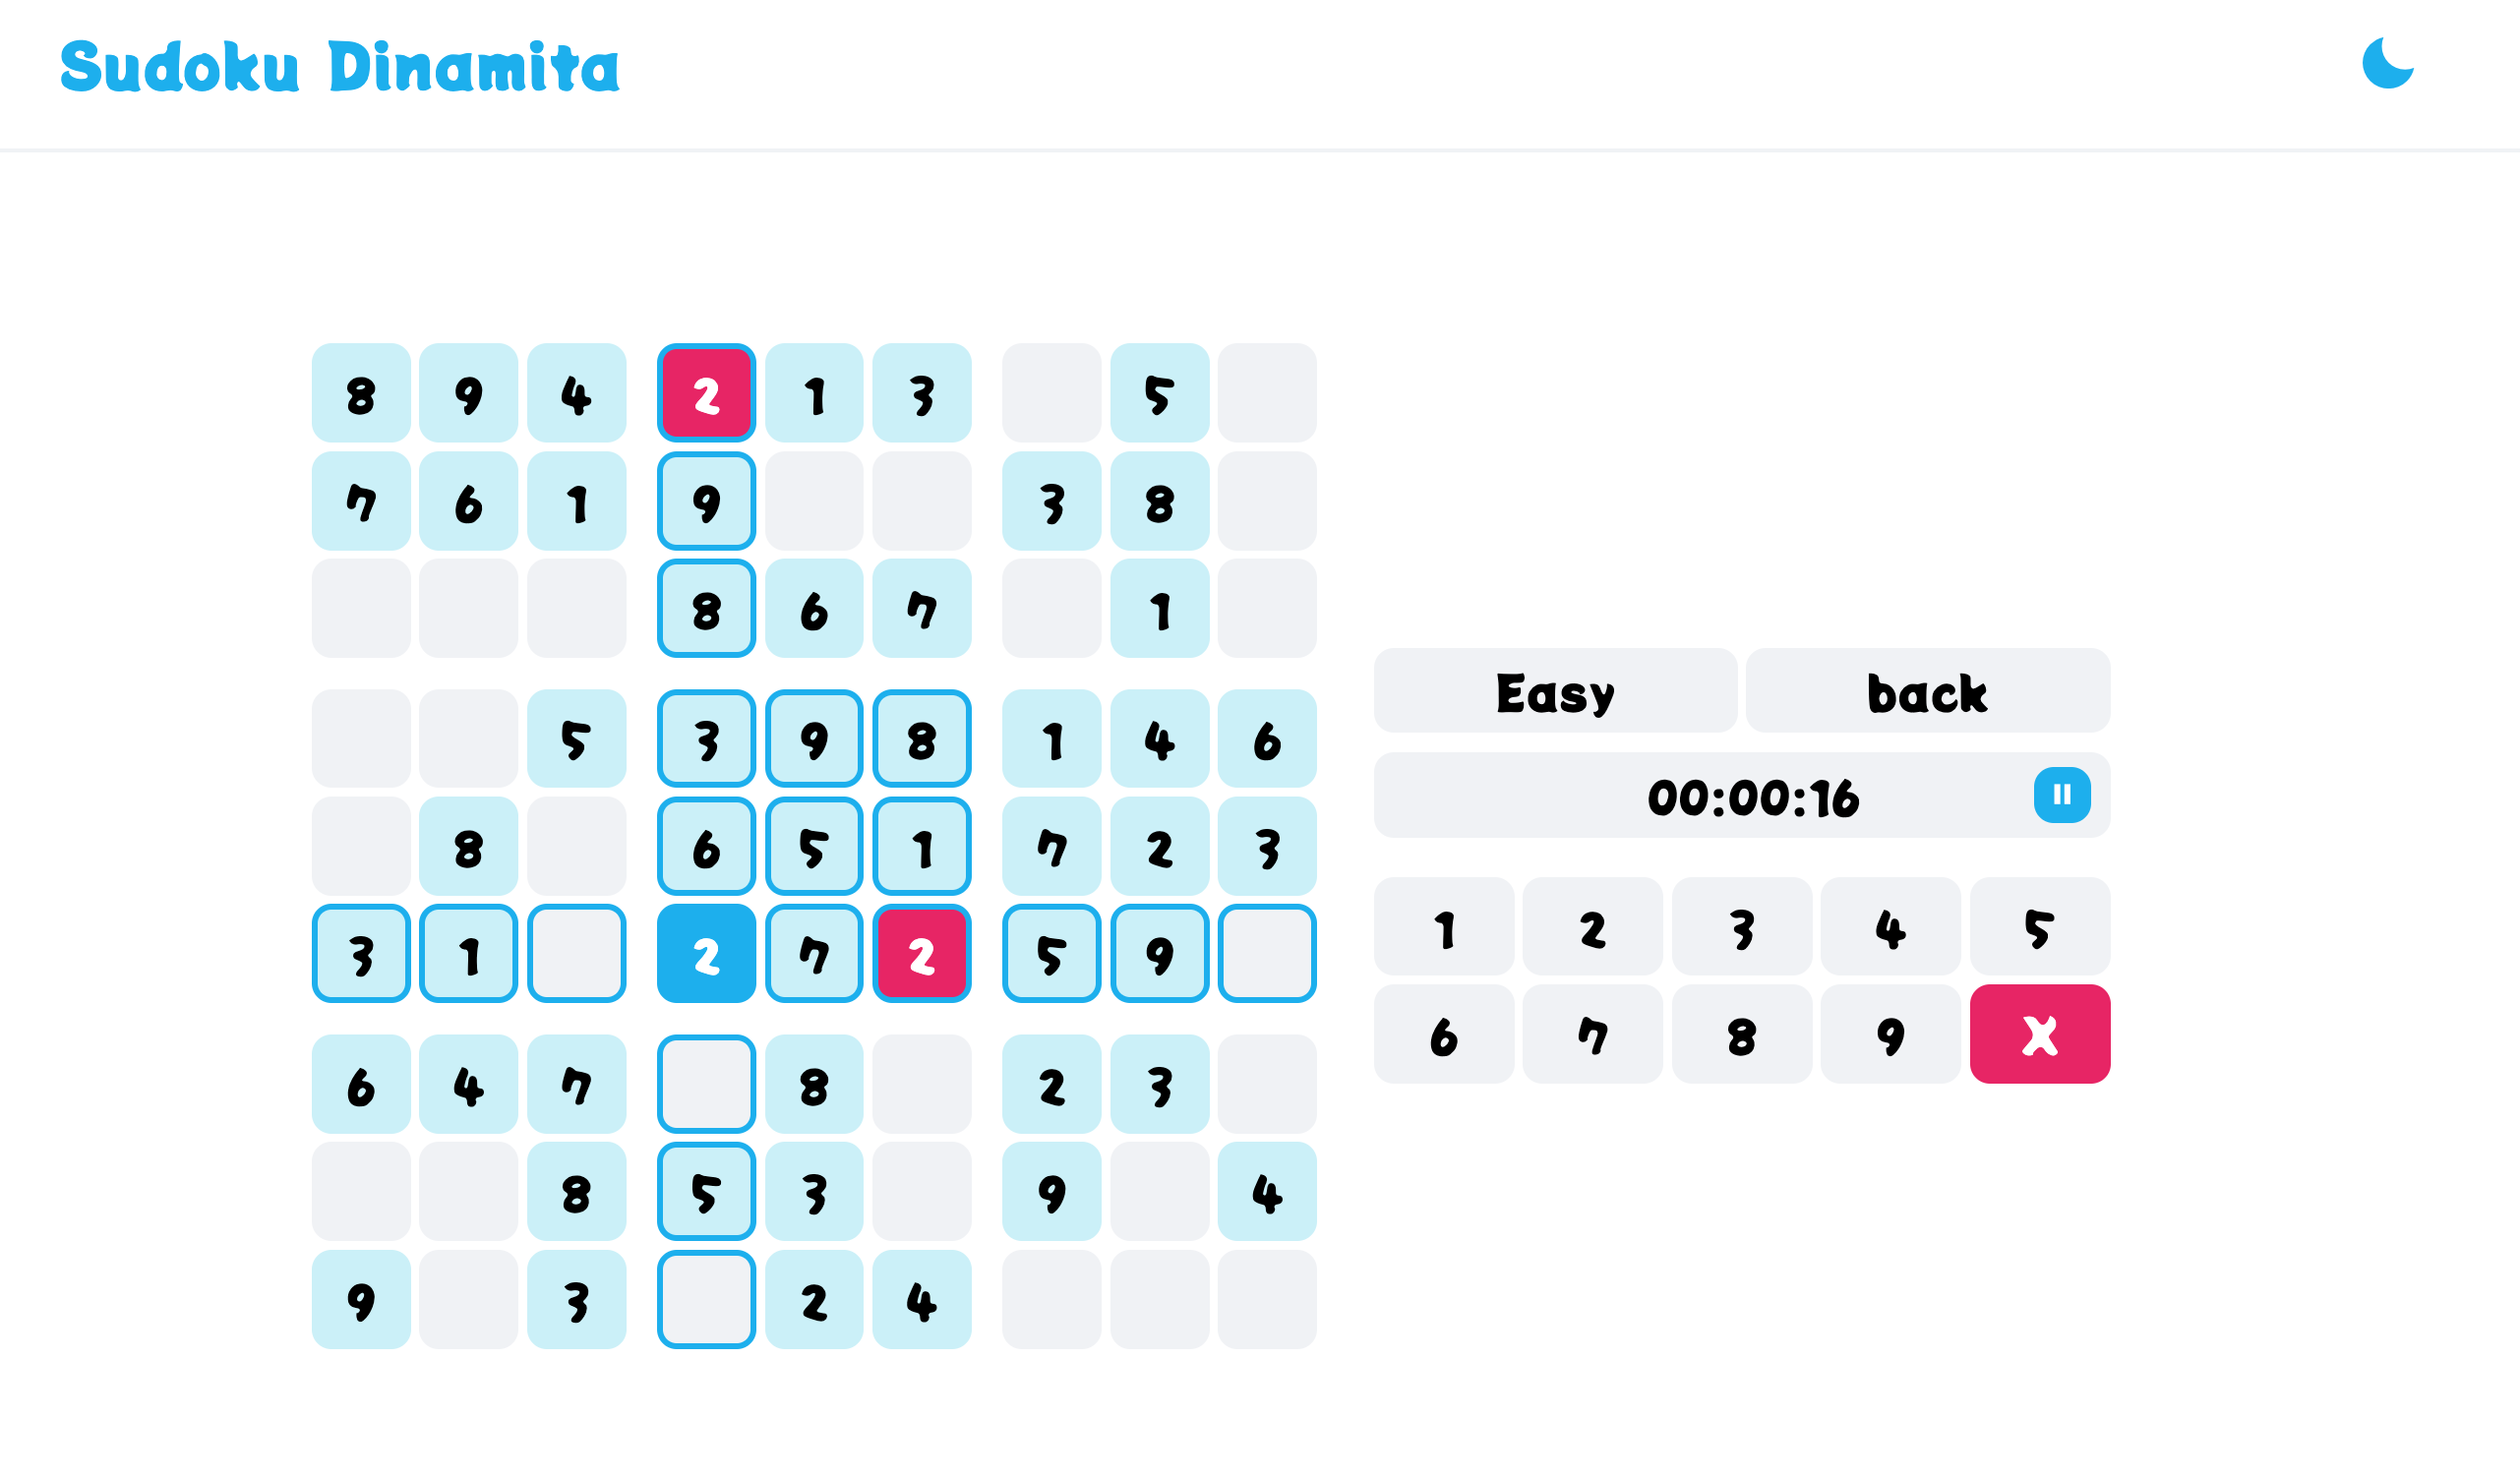 Sudoku Dinamita
8 9 4 2 1 3 5
7 6 1 9 3 8
8 6 7 1
5 3 9 8 1 4 6
8 6 5 1 7 2 3
3 1 2 7 2 5 9
6 4 7 8 2 3
8 5 3 9 4
9 3 2 4
Easy back
00:00:16
1 2 3 4 5
6 7 8 9 X